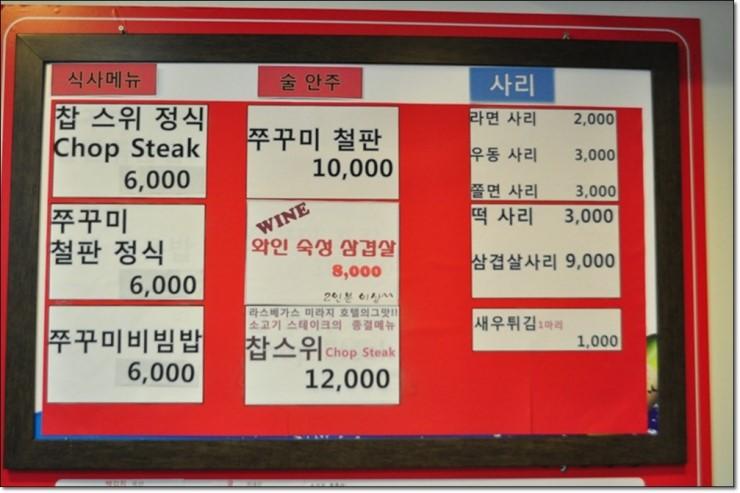 식사메뉴
찹 스위 정식
Chop Steak
6,000
쭈꾸미
철판 정식
6,000
쭈꾸미비빔밥
6,000
술 안주
쭈꾸미 철판
10,000
WINE
와인 숙성 삼겹살
8,000
2인분 이상^^
라스베가스 미라지 호텔의그맛!!
소고기 스테이크의 종결메뉴
찹스위 Chop Steak
12,000
사리
라면 사리 2,000
우동 사리 3,000
쫄면 사리 3,000
떡 사리 3,000
삼겹살사리 9,000
새우튀김 1마리
1,000